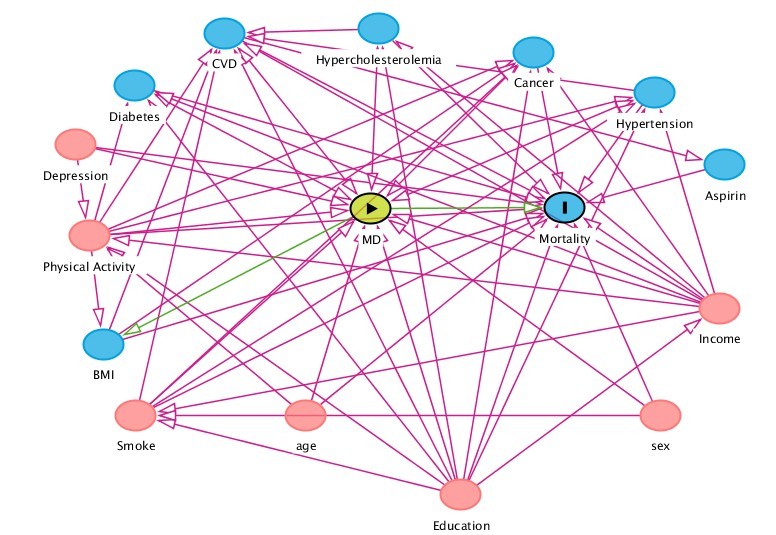 CVD
Hypercholesterolemia
Cancer
Diabetes
Hypertension
Depression
Aspirin
MD
Mortality
Physical Activity
Income
BMI
Smoke
age
sex
Education